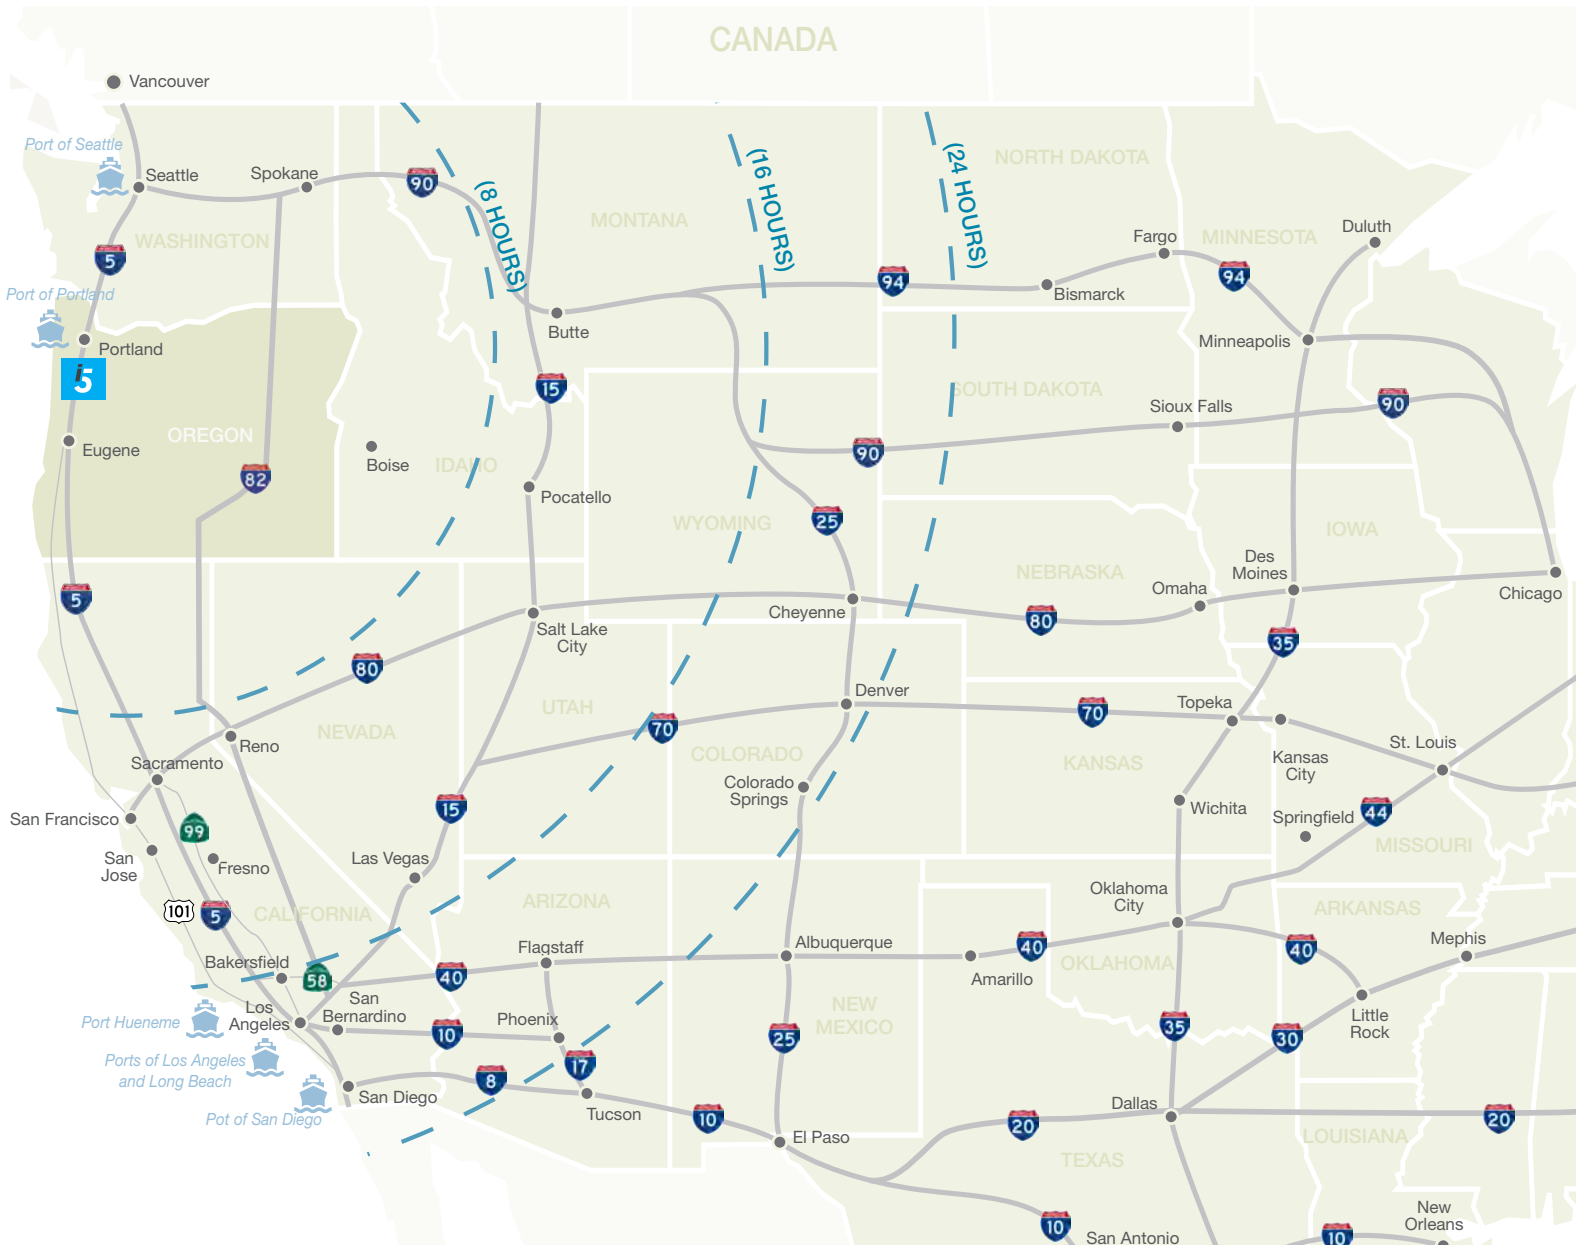 CANADA
Vancouver
Port of Seattle
Seattle
Spokane
90
(8 HOURS)
(16 HOURS)
(24 HOURS)
NORTH DAKOTA
MONTANA
WASHINGTON
5
Fargo
MINNESOTA
Duluth
94
94
Bismarck
Port of Portland
Portland
i5
Butte
Minneapolis
15
SOUTH DAKOTA
Sioux Falls
90
OREGON
Eugene
Boise
IDAHO
90
82
Pocatello
WYOMING
25
IOWA
5
NEBRASKA
Des
Moines
Omaha
Chicago
Cheyenne
80
Salt Lake
City
35
80
Denver
UTAH
70
70
Topeka
NEVADA
Reno
COLORADO
KANSAS
Kansas
City
St. Louis
Sacramento
Colorado
Springs
15
Wichita
44
San Francisco
99
Springfield
MISSOURI
San
Jose
Fresno
Las Vegas
101
5
CALIFORNIA
ARIZONA
Oklahoma
City
ARKANSAS
Flagstaff
Albuquerque
40
40
Mephis
Bakersfield
58
40
Amarillo
OKLAHOMA
Los
Angeles
San
Bernardino
Port Hueneme
Phoenix
10
NEW
MEXICO
25
35
30
Little
Rock
Ports of Los Angeles
and Long Beach
17
8
San Diego
Pot of San Diego
Tucson
10
Dallas
20
20
El Paso
LOUISIANA
TEXAS
10
San Antonio
10
New
Orleans